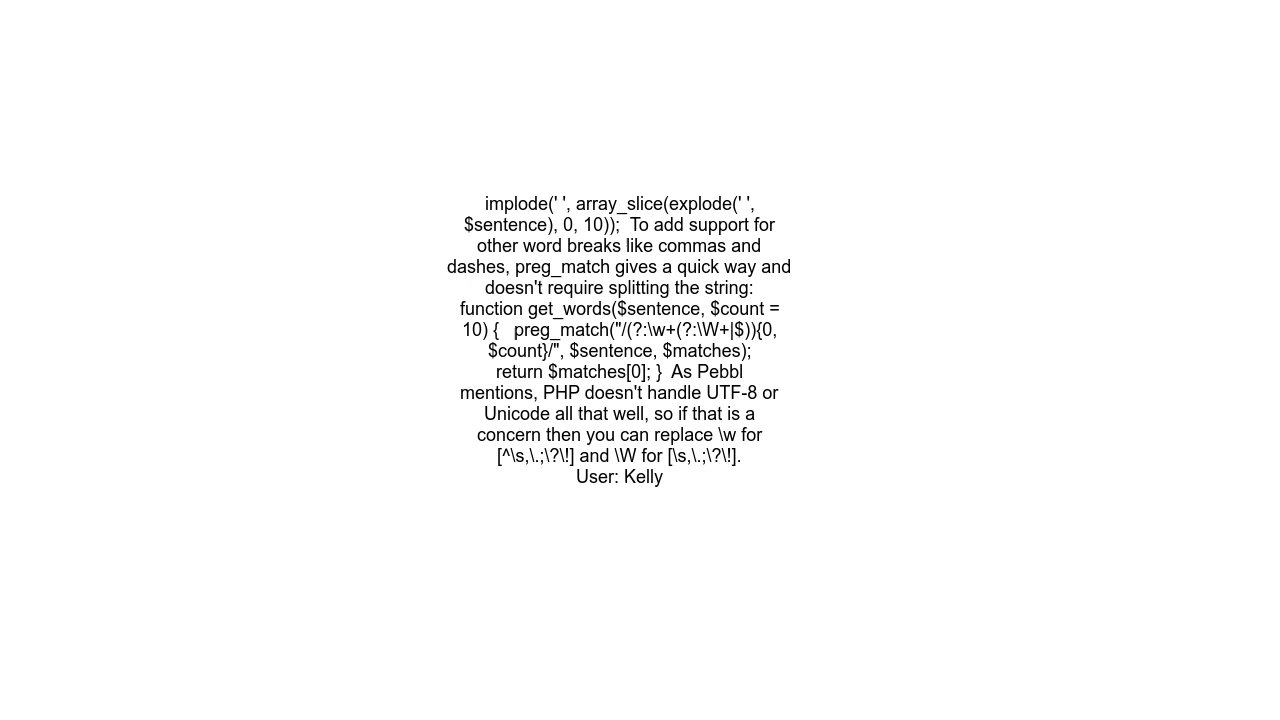 implode(' ', array_slice(explode(' ',
$sentence), 0, 10));  To add support for
other word breaks like commas and
dashes, preg_match gives a quick way and
doesn't require splitting the string:
function get_words($sentence, $count =
10) {   preg_match("/(?:\w+(?:\W+|$)){0,
$count}/", $sentence, $matches);
return $matches[0]; }  As Pebbl
mentions, PHP doesn't handle UTF-8 or
Unicode all that well, so if that is a
concern then you can replace \w for
[^\s,\.;\?\!] and \W for [\s,\.;\?\!].
User: Kelly